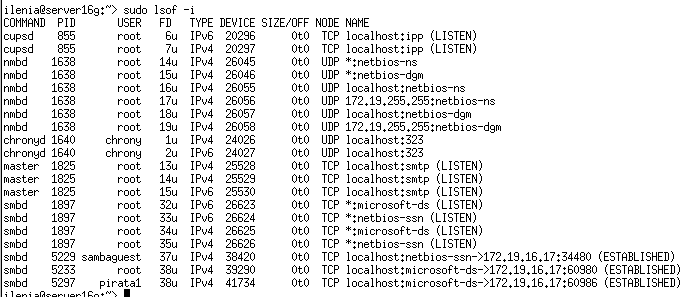 ilenia@server16g:~> sudo lsof -i
COMMAND  PID       USER   FD   TYPE DEVICE SIZE/OFF NODE NAME
cupsd    855       root    6u  IPv6  20296      0t0  TCP localhost:ipp (LISTEN)
cupsd    855       root    7u  IPv4  20297      0t0  TCP localhost:ipp (LISTEN)
nmbd    1638       root   14u  IPv4  26045      0t0  UDP *:netbios-ns
nmbd    1638       root   15u  IPv4  26046      0t0  UDP *:netbios-dgm
nmbd    1638       root   16u  IPv4  26055      0t0  UDP localhost:netbios-ns
nmbd    1638       root   17u  IPv4  26056      0t0  UDP 172.19.255.255:netbios-ns
nmbd    1638       root   18u  IPv4  26057      0t0  UDP localhost:netbios-dgm
nmbd    1638       root   19u  IPv4  26058      0t0  UDP 172.19.255.255:netbios-dgm
chronyd 1640     chrony    1u  IPv4  24026      0t0  UDP localhost:323
chronyd 1640     chrony    2u  IPv6  24027      0t0  UDP localhost:323
master  1825       root   13u  IPv4  25528      0t0  TCP localhost:smtp (LISTEN)
master  1825       root   14u  IPv4  25529      0t0  TCP localhost:smtp (LISTEN)
master  1825       root   15u  IPv6  25530      0t0  TCP localhost:smtp (LISTEN)
smbd    1897       root   32u  IPv6  26623      0t0  TCP *:microsoft-ds (LISTEN)
smbd    1897       root   33u  IPv6  26624      0t0  TCP *:netbios-ssn (LISTEN)
smbd    1897       root   34u  IPv4  26625      0t0  TCP *:microsoft-ds (LISTEN)
smbd    1897       root   35u  IPv4  26626      0t0  TCP *:netbios-ssn (LISTEN)
smbd    5229 sambaguest   37u  IPv4  38420      0t0  TCP localhost:netbios-ssn->172.19.16.17:34480 (ESTABLISHED)
smbd    5233       root   38u  IPv4  39290      0t0  TCP localhost:microsoft-ds->172.19.16.17:60980 (ESTABLISHED)
smbd    5297    pirata1   38u  IPv4  41734      0t0  TCP localhost:microsoft-ds->172.19.16.17:60986 (ESTABLISHED)
ilenia@server16g:~>